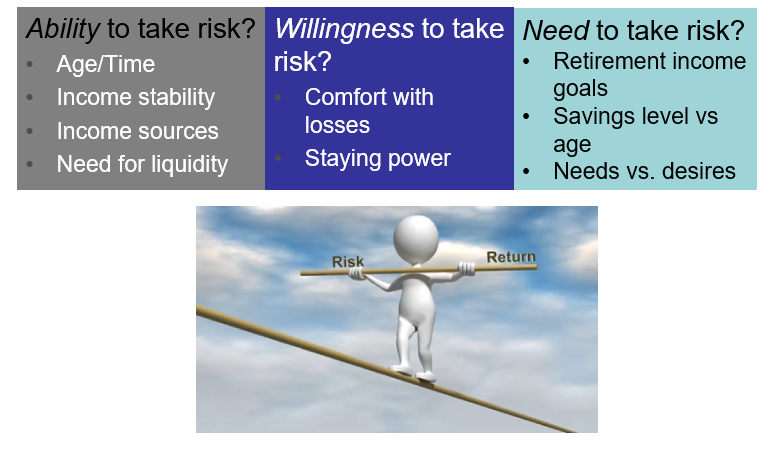 Ability to take risk?
• Age/Time
• Income stability
• Income sources
• Need for liquidity
Willingness to take
risk?
• Comfort with
losses
• Staying power
Need to take risk?
• Retirement income
goals
• Savings level vs
age
• Needs vs. desires
Risk
Return